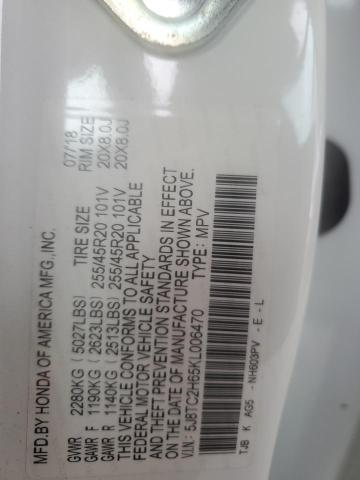 MFD.BY HONDA OF AMERICA MFG.,INC. 07/18
TIRE SIZE RIM SIZE
GVWR 2280KG (5027LBS)
GAWR F 1190KG (2623LBS) 255/45R20 101V 20X8.0J
GAWR R 1140KG (2513LBS) 255/45R20 101V 20X8.0J
THIS VEHICLE CONFORMS TO ALL APPLICABLE
FEDERAL MOTOR VEHICLE SAFETY
AND THEFT PREVENTION STANDARDS IN EFFECT
ON THE DATE OF MANUFACTURE SHOWN ABOVE.
V.I.N.: 5J8TC2H65KL006470 TYPE: MPV
TJB K AG5 -NH603PV -E-L